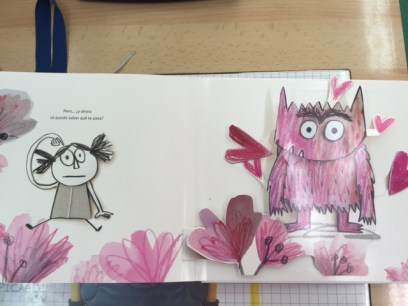 Pero... ¿y ahora
se puede saber qué te pasa?